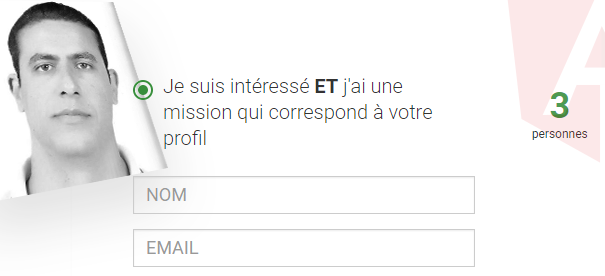 Je suis intéressé ET j'ai une
mission qui correspond à votre
profil
3
personnes
NOM
EMAIL